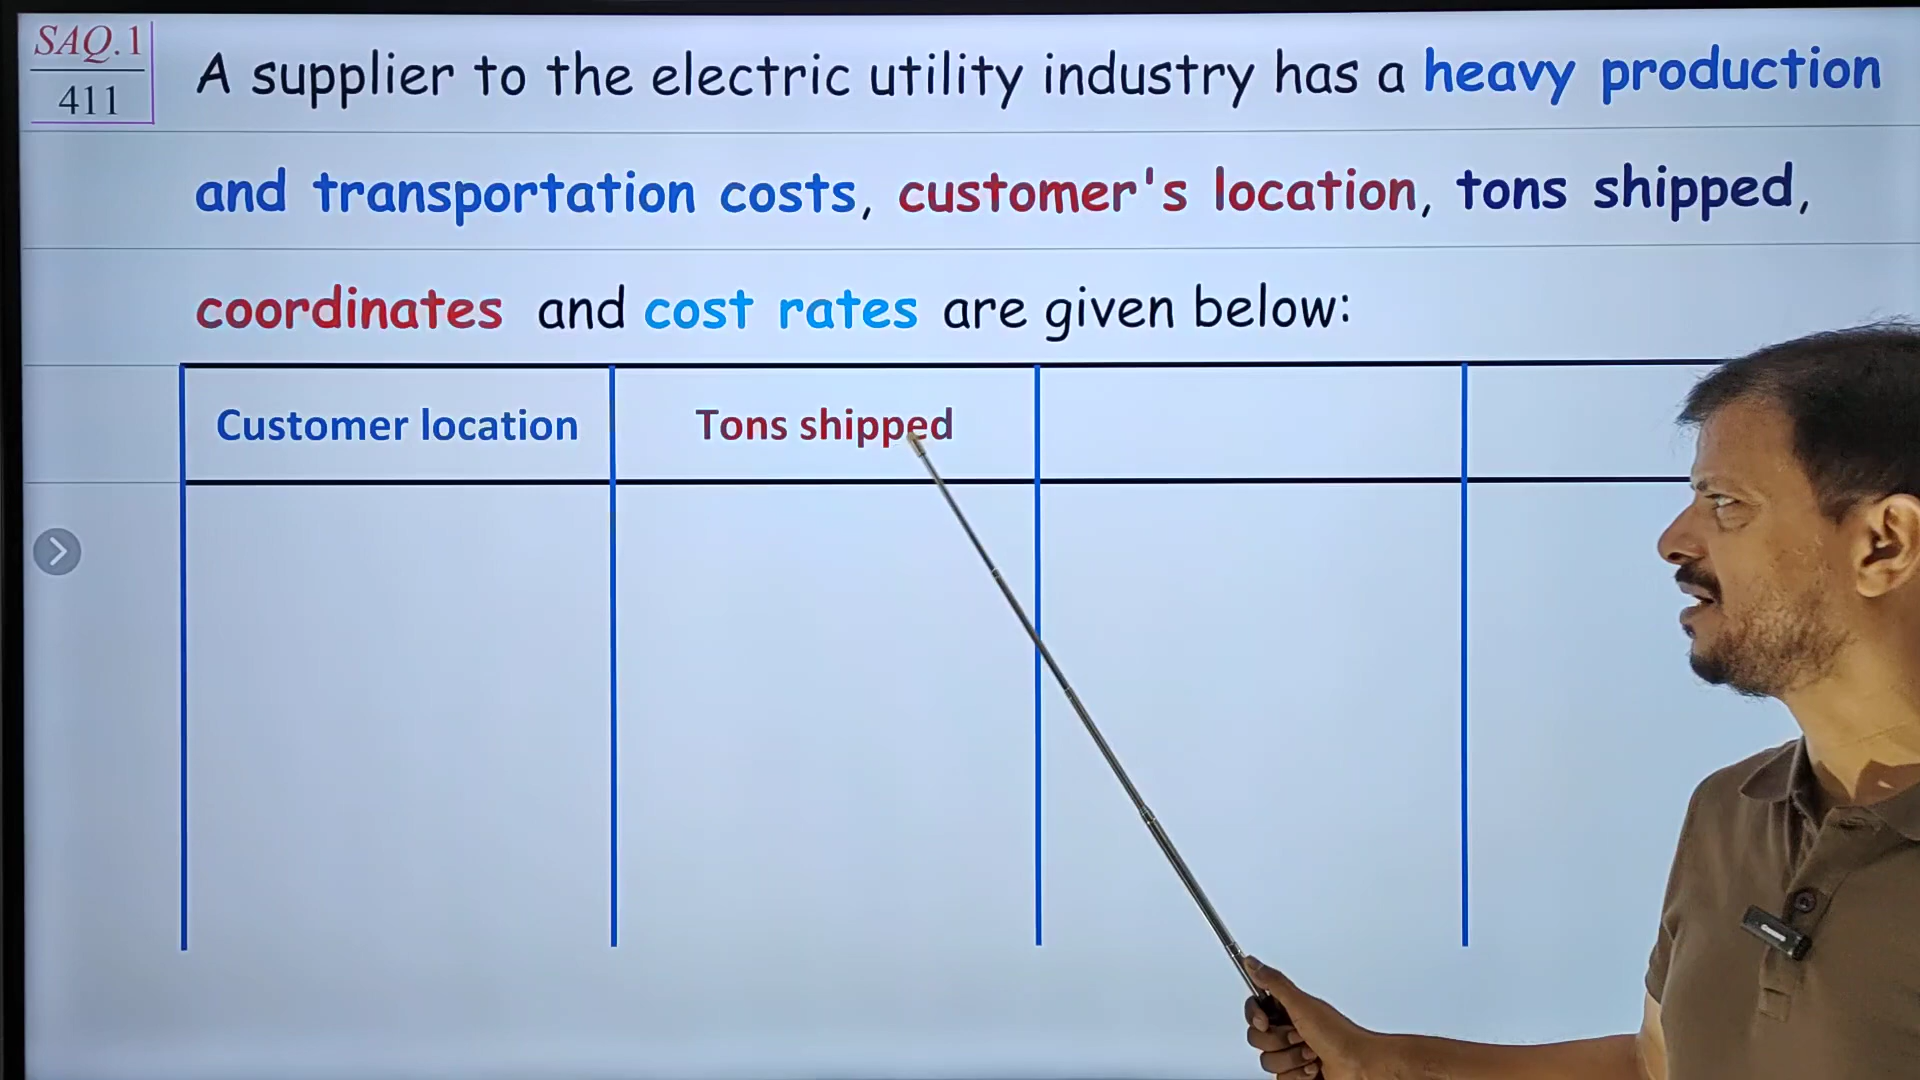 SAQ.1
411
A supplier to the electric utility industry has a heavy production
and transportation costs, customer's location, tons shipped,
coordinates and cost rates are given below:
Customer location Tons shipped